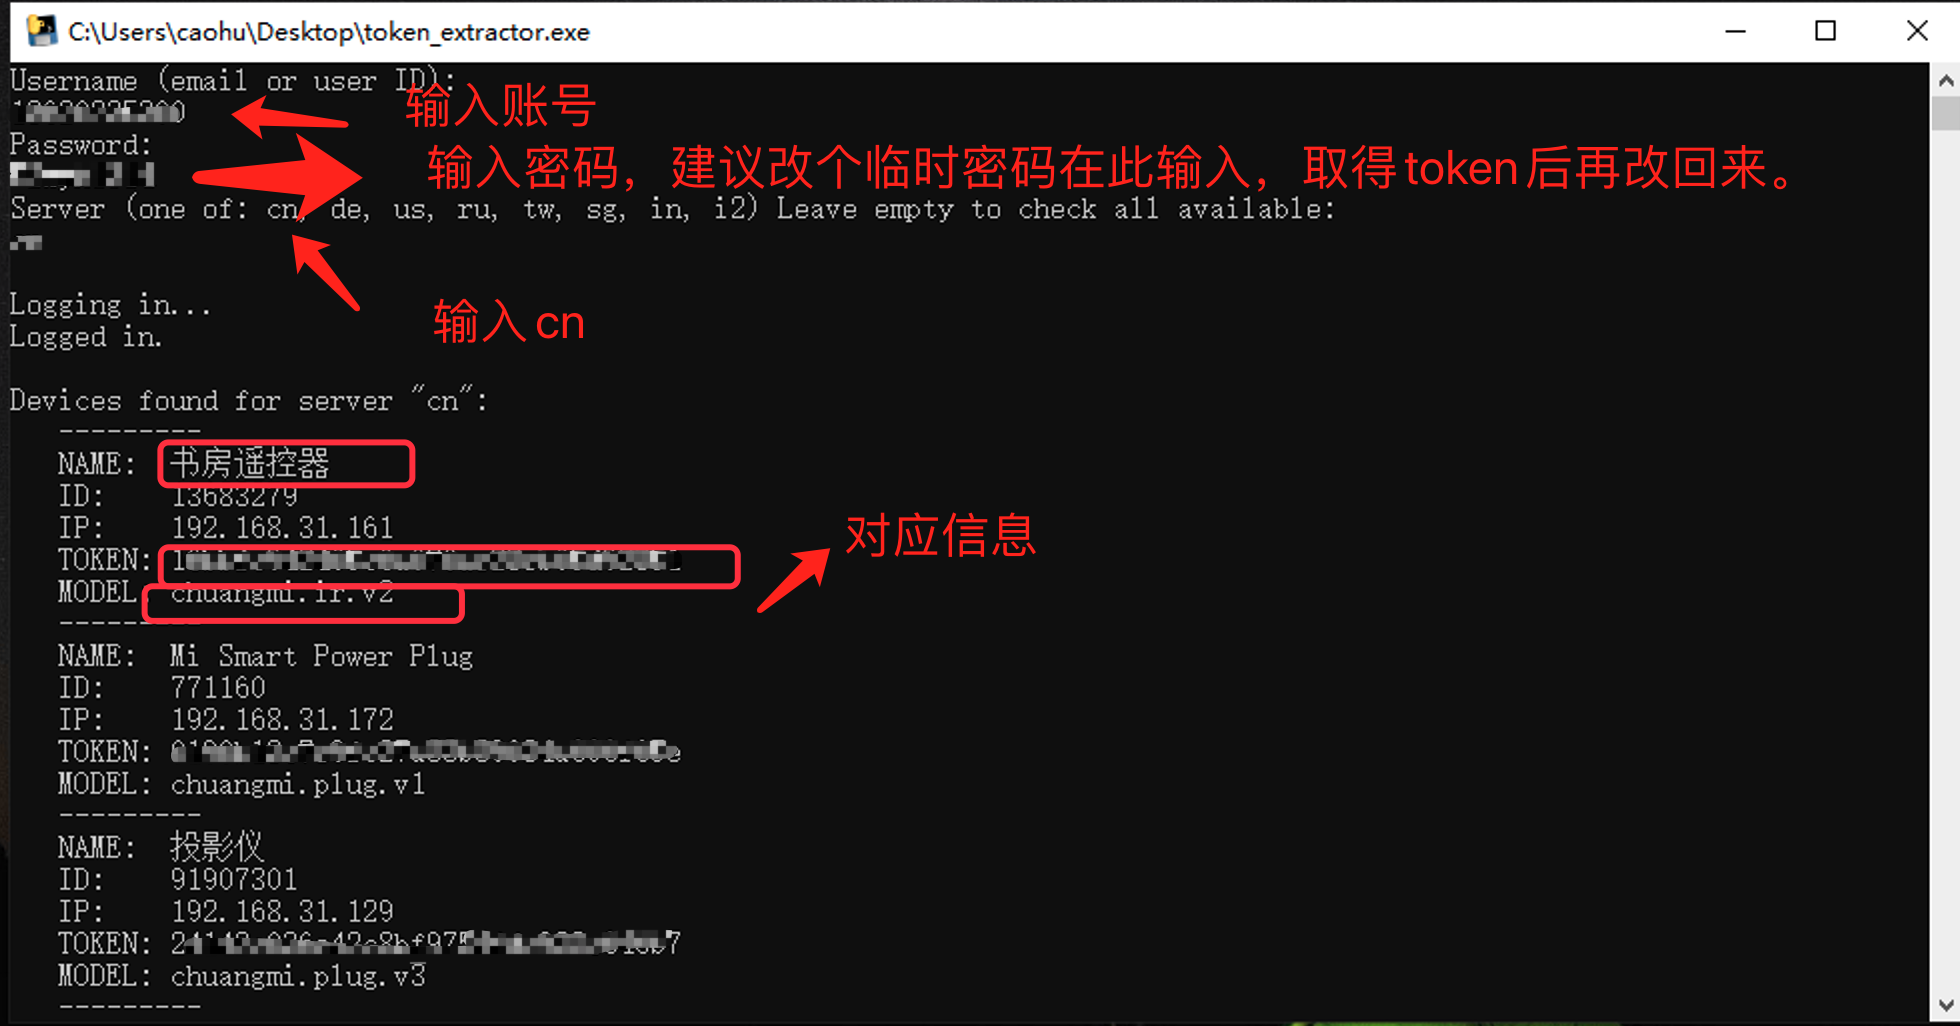 C:\Users\caohu\Desktop\token_extractor.exe
Username (email or user ID):
输入账号
Password:
输入密码，建议改个临时密码在此输入，取得token后再改回来。
Server (one of: cn, de, us, ru, tw, sg, in, i2) Leave empty to check all available:
输入cn
Logging in...
Logged in.
Devices found for server "cn":
---------
NAME: 书房遥控器
ID: 13683279
IP: 192.168.31.161
对应信息
TOKEN:
MODEL: chuangmi.ir.v2
---------
NAME: Mi Smart Power Plug
ID: 771160
IP: 192.168.31.172
TOKEN:
MODEL: chuangmi.plug.v1
---------
NAME: 投影仪
ID: 91907301
IP: 192.168.31.129
TOKEN:
MODEL: chuangmi.plug.v3
---------